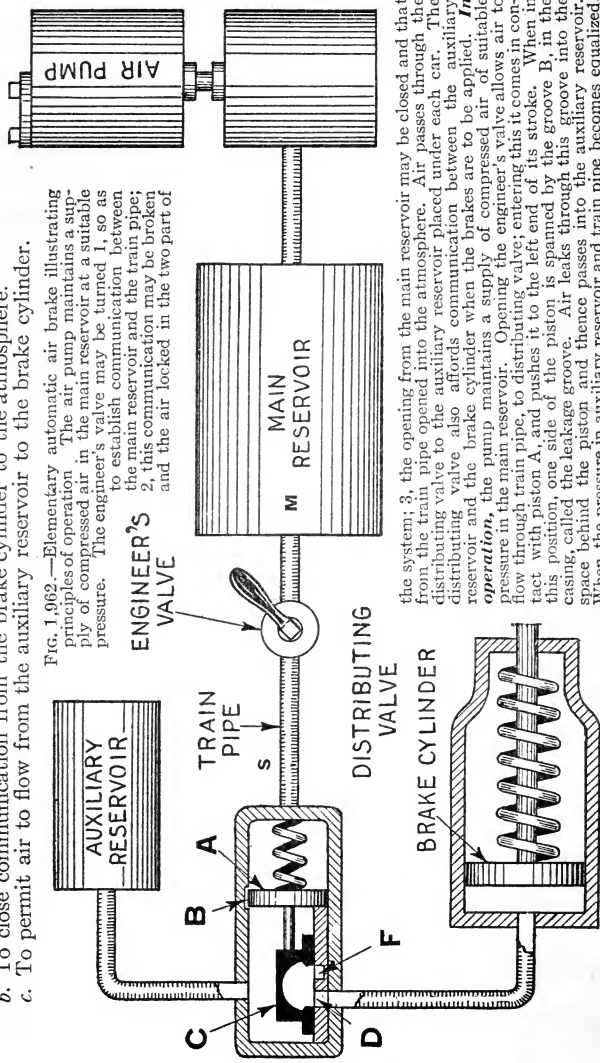 b. To close communication from the brake cylinder to the atmosphere.
c. To permit air to flow from the auxiliary reservoir to the brake cylinder.
FIG. 1,962.—Elementary automatic air brake illustrating
principles of operation The air pump maintains a sup-
ply of compressed air in the main reservoir at a suitable
pressure. The engineer's valve may be turned 1, so as
to establish communication between
the main reservoir and the train pipe;
2, this communication may be broken
and the air locked in the two part of
AIR PUMP
AUXILIARY
RESERVOIR
ENGINEER'S
VALVE
MAIN
RESERVOIR
M
TRAIN
PIPE
S
A
B
C
D
F
DISTRIBUTING
VALVE
BRAKE CYLINDER
the system; 3, the opening from the main reservoir may be closed and that
from the train pipe opened into the atmosphere. Air passes through the
distributing valve to the auxiliary reservoir placed under each car. The
distributing valve also affords communication between the auxiliary
reservoir and the brake cylinder when the brakes are to be applied. In
operation, the pump maintains a supply of compressed air of suitable
pressure in the main reservoir. Opening the engineer's valve allows air to
flow through train pipe, to distributing valve; entering this it comes in con-
tact with piston A, and pushes it to the left end of its stroke. When in
this position, one side of the piston is spanned by the groove B, in the
casing, called the leakage groove. Air leaks through this groove into the
space behind the piston and thence passes into the auxiliary reservoir.
When the pressure in auxiliary reservoir and train pipe becomes equalized,